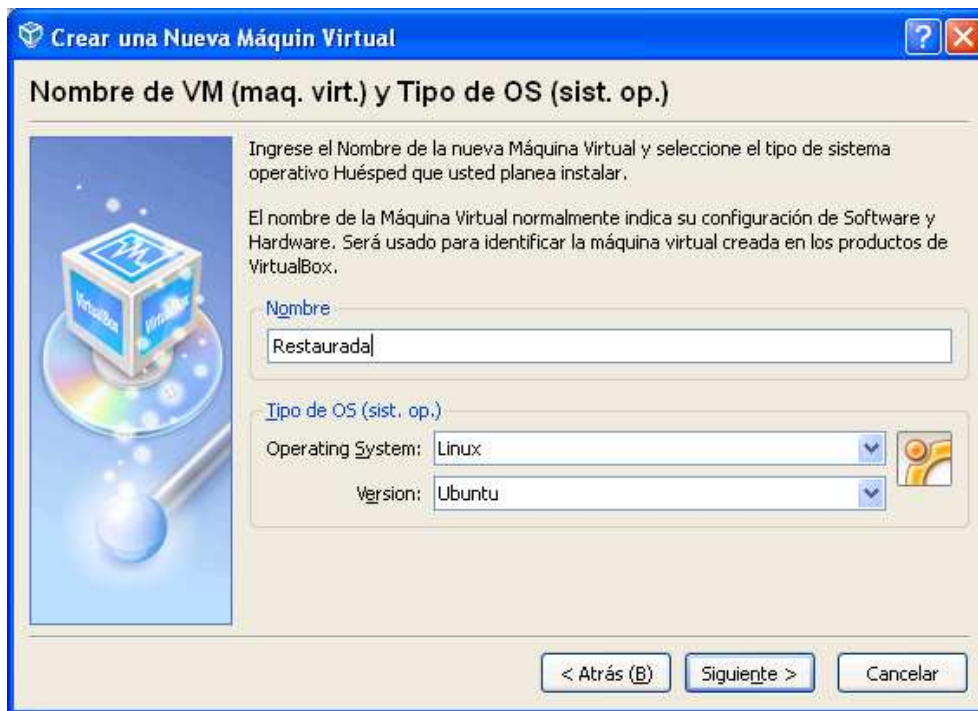 Crear una Nueva Máquin Virtual
Nombre de VM (maq. virt.) y Tipo de OS (sist. op.)
Ingrese el Nombre de la nueva Máquina Virtual y seleccione el tipo de sistema
operativo Huésped que usted planea instalar.
El nombre de la Máquina Virtual normalmente indica su configuración de Software y
Hardware. Será usado para identificar la máquina virtual creada en los productos de
VirtualBox.
Nombre
Restaurada
Tipo de OS (sist. op.)
Operating System: Linux
Version: Ubuntu
VirtualBox VirtualBox
< Atrás (B) Siguiente > Cancelar